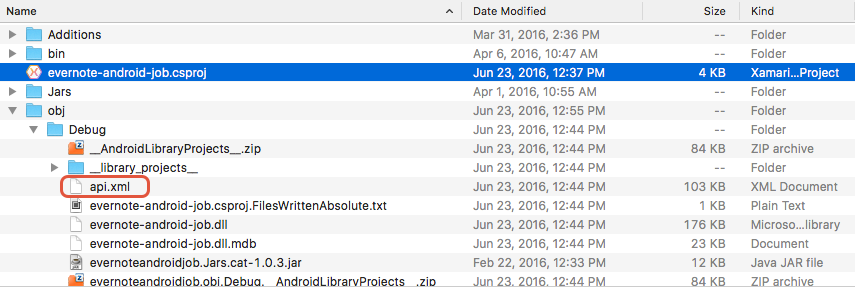 Name Date Modified Size Kind
Additions Mar 31, 2016, 2:36 PM -- Folder
bin Apr 6, 2016, 10:47 AM -- Folder
evernote-android-job.csproj Jun 23, 2016, 12:37 PM 4 KB Xamari...Project
Jars Apr 1, 2016, 10:55 AM -- Folder
obj Jun 23, 2016, 12:55 PM -- Folder
Debug Jun 23, 2016, 12:44 PM -- Folder
__AndroidLibraryProjects__.zip Jun 23, 2016, 12:44 PM 84 KB ZIP archive
__library_projects__ Jun 23, 2016, 12:44 PM -- Folder
api.xml Jun 23, 2016, 12:44 PM 103 KB XML Document
evernote-android-job.csproj.FilesWrittenAbsolute.txt Jun 23, 2016, 12:44 PM 1 KB Plain Text
evernote-android-job.dll Jun 23, 2016, 12:44 PM 176 KB Microso...library
evernote-android-job.dll.mdb Jun 23, 2016, 12:44 PM 23 KB Document
evernoteandroidjob.Jars.cat-1.0.3.jar Feb 22, 2016, 12:33 PM 12 KB Java JAR file
evernoteandroidjob.obj.Debug.__AndroidLibraryProjects__.zip Jun 23, 2016, 12:44 PM 84 KB ZIP archive